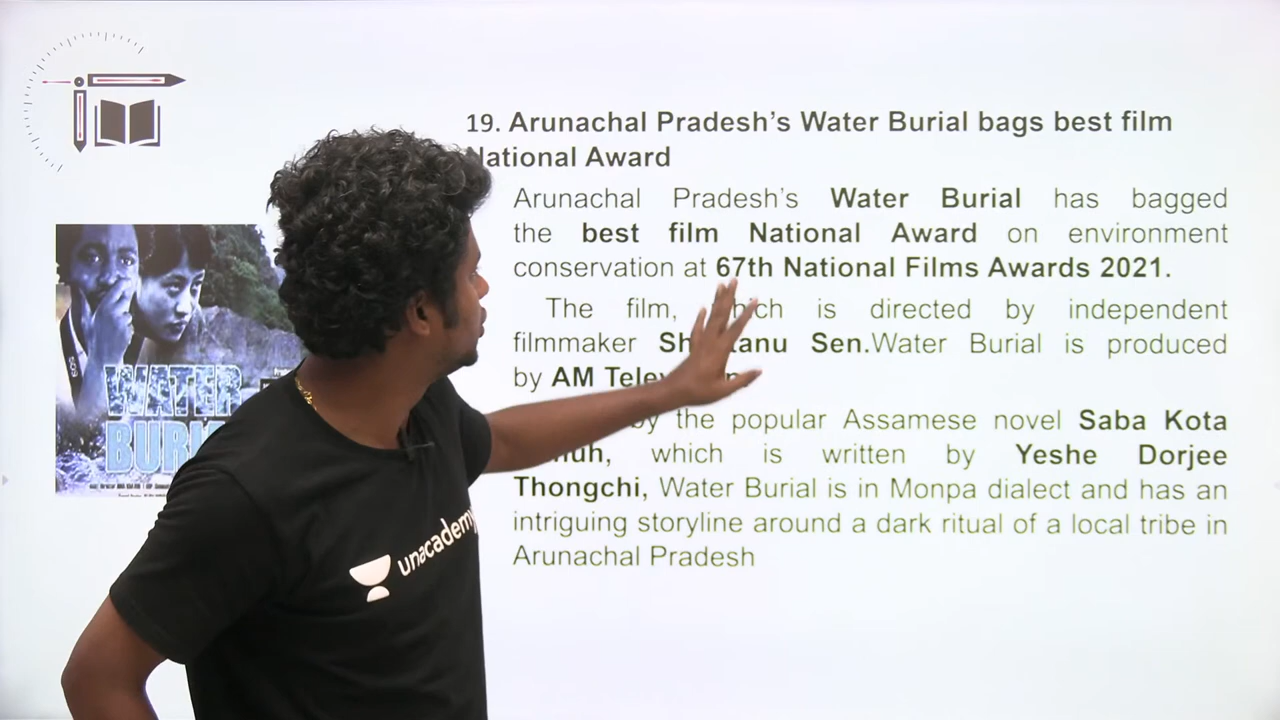 19. Arunachal Pradesh's Water Burial bags best film
National Award
Arunachal Pradesh's Water Burial has bagged
the best film National Award on environment
conservation at 67th National Films Awards 2021.
The film, which is directed by independent
filmmaker Sen.Water Burial is produced
by AM
by the popular Assamese novel Saba Kota
which is written by Yeshe Dorjee
Thongchi, Water Burial is in Monpa dialect and has an
intriguing storyline around a dark ritual of a local tribe in
Arunachal Pradesh
WATER
unacademy